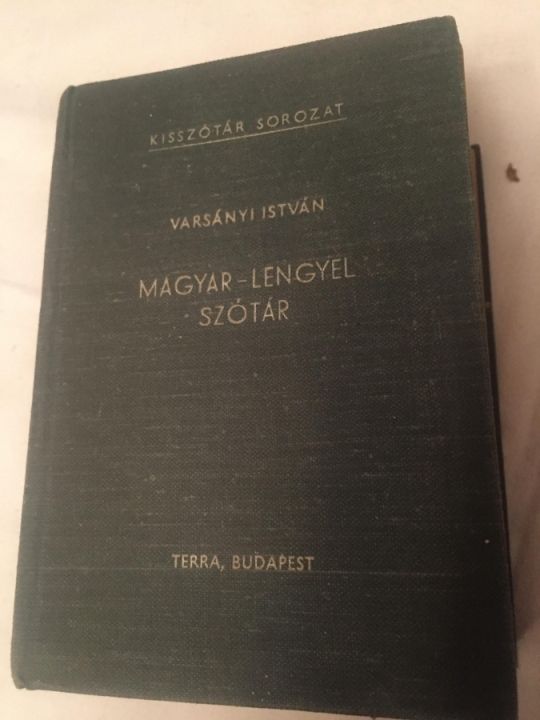 KISSZÓTÁR SOROZAT
VARSÁNYI ISTVÁN
MAGYAR-LENGYEL
SZÓTÁR
TERRA, BUDAPEST